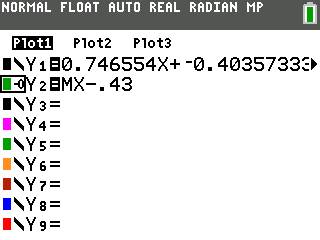 NORMAL FLOAT AUTO REAL RADIAN MP
Plot1 Plot2 Plot3
\Y1=0.746554X+-0.40357333
-0Y2=MX-.43
\Y3=
\Y4=
\Y5=
\Y6=
\Y7=
\Y8=
\Y9=